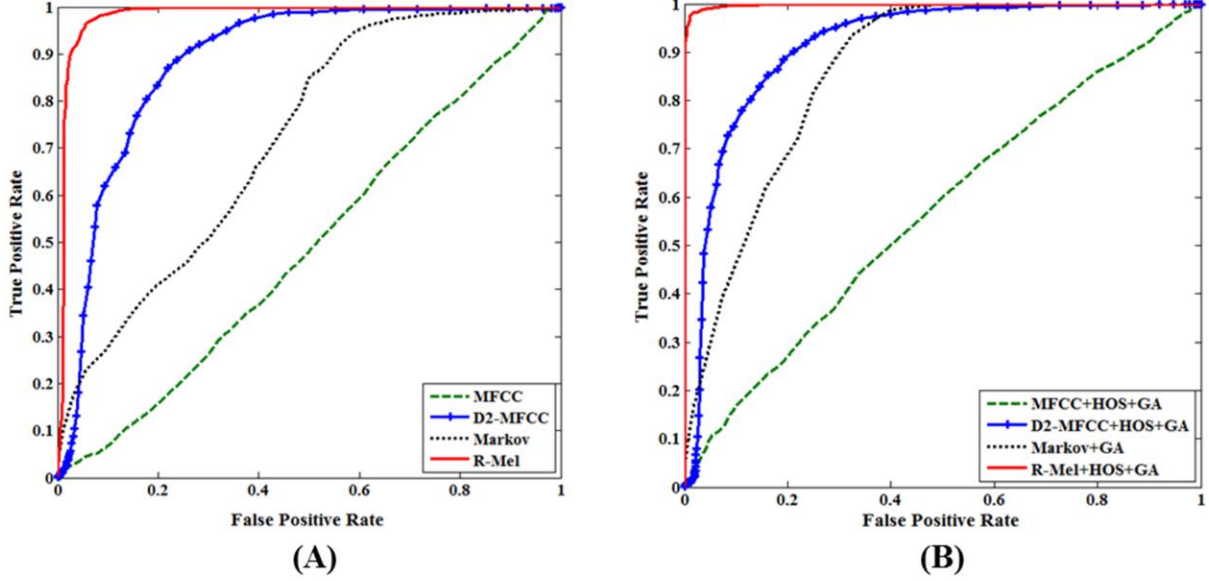 1
0.9
0.8
0.7
0.6
0.5
0.4
0.3
0.2
0.1
0
True Positive Rate
0 0.2 0.4 0.6 0.8 1
False Positive Rate
MFCC
D2-MFCC
Markov
R-Mel
(A)
1
0.9
0.8
0.7
0.6
0.5
0.4
0.3
0.2
0.1
0
True Positive Rate
0 0.2 0.4 0.6 0.8 1
False Positive Rate
MFCC+HOS+GA
D2-MFCC+HOS+GA
Markov+GA
R-Mel+HOS+GA
(B)